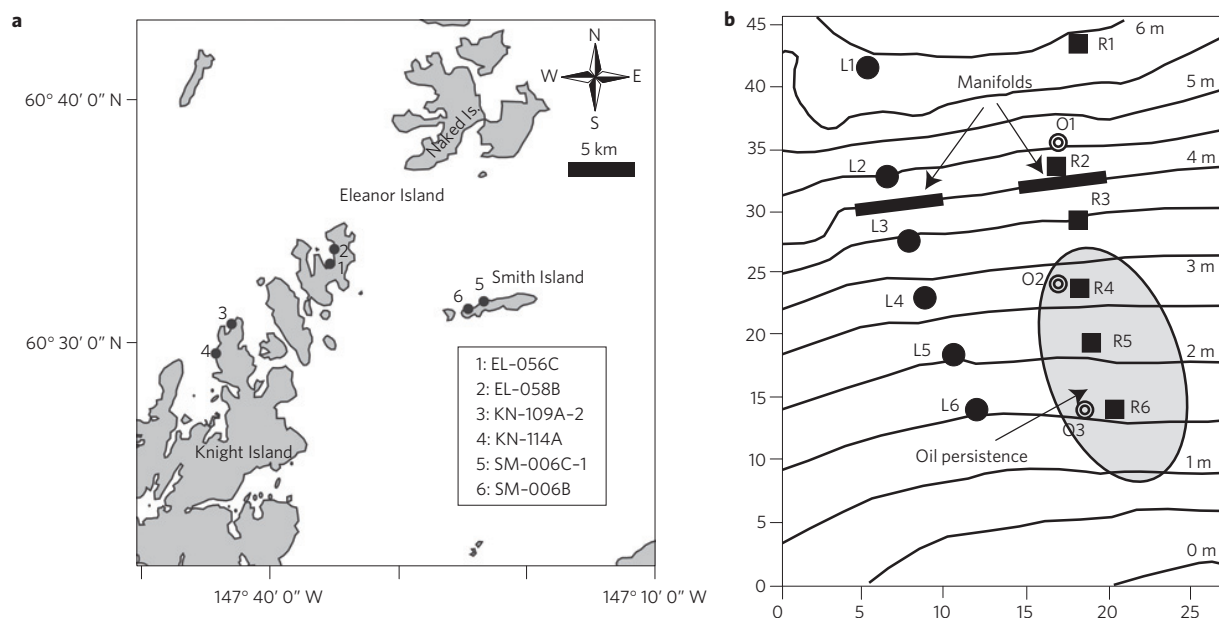 a
N
W E
S
5 km
60° 40′ 0″ N
60° 30′ 0″ N
147° 40′ 0″ W
147° 10′ 0″ W
Naked Is.
Eleanor Island
2
1
Smith Island
5
6
3
4
Knight Island
1: EL-056C
2: EL-058B
3: KN-109A-2
4: KN-114A
5: SM-006C-1
6: SM-006B
b
45
40
35
30
25
20
15
10
5
0
0 5 10 15 20 25
6 m
R1
L1
Manifolds
5 m
O1
L2
R2
4 m
R3
L3
3 m
O2
R4
L4
R5
L5
2 m
L6
R6
O3
Oil persistence
1 m
0 m